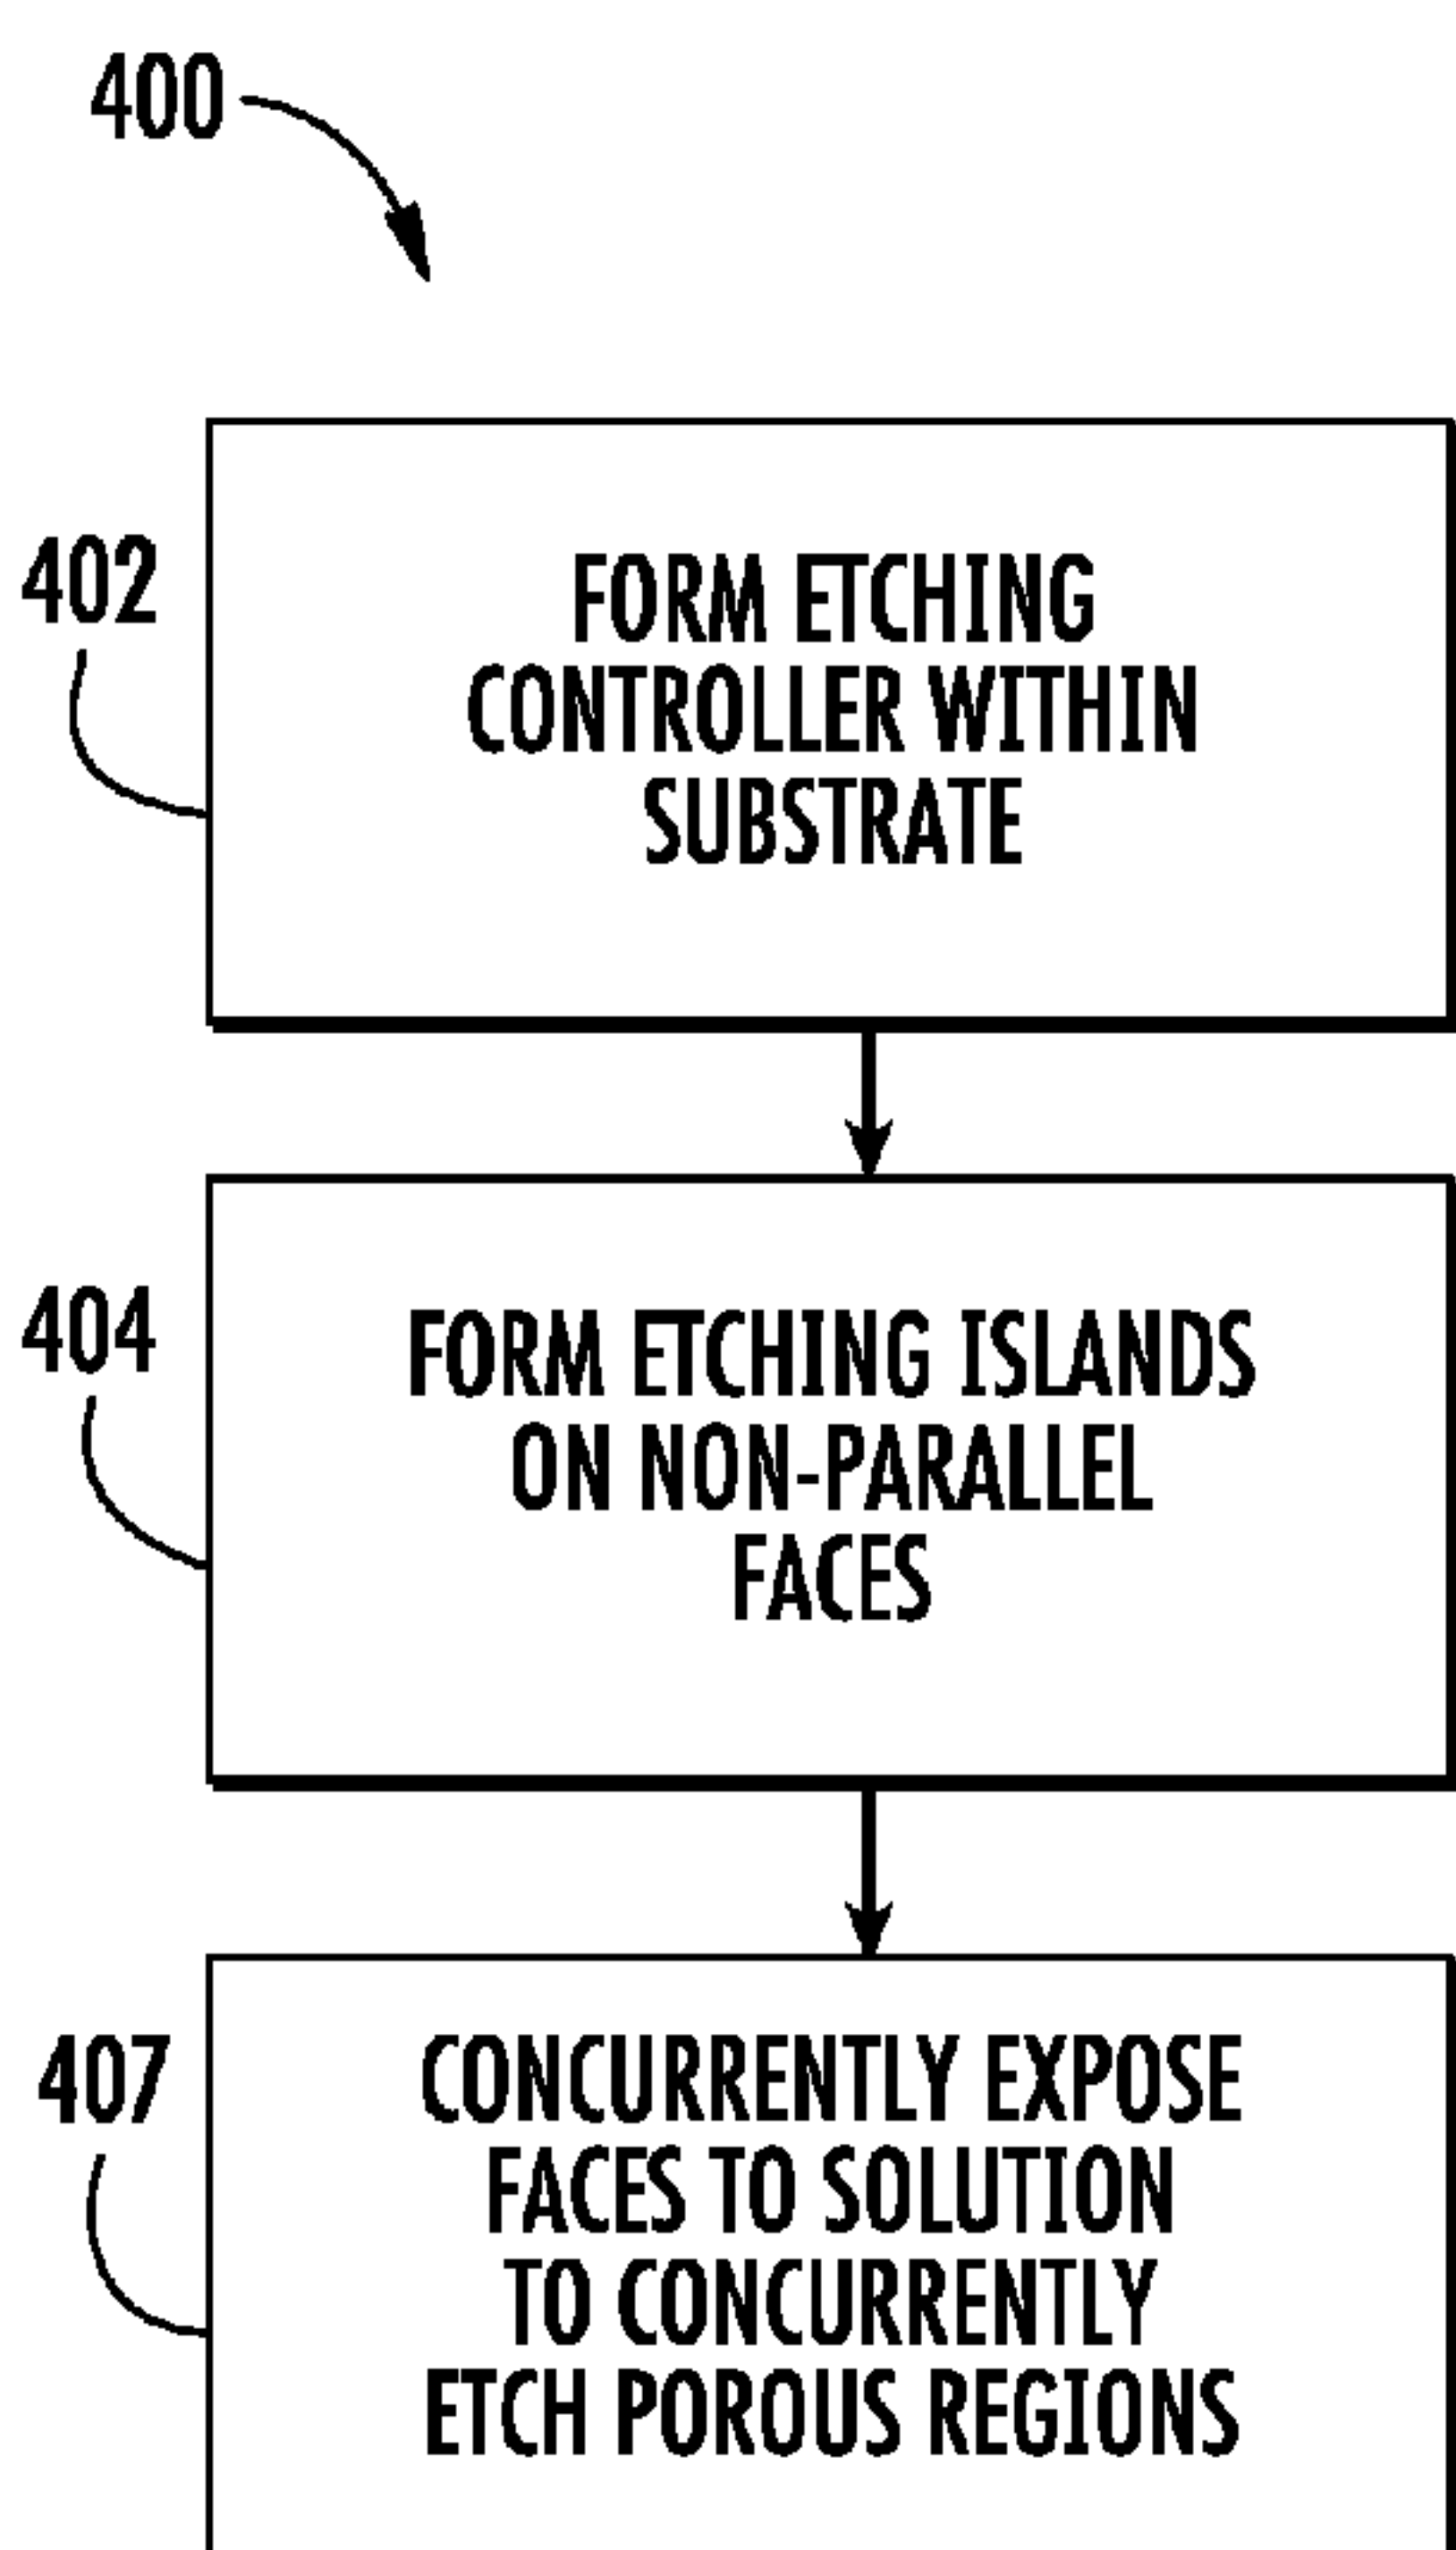 400
402
FORM ETCHING
CONTROLLER WITHIN
SUBSTRATE
404
FORM ETCHING ISLANDS
ON NON-PARALLEL
FACES
407
CONCURRENTLY EXPOSE
FACES TO SOLUTION
TO CONCURRENTLY
ETCH POROUS REGIONS